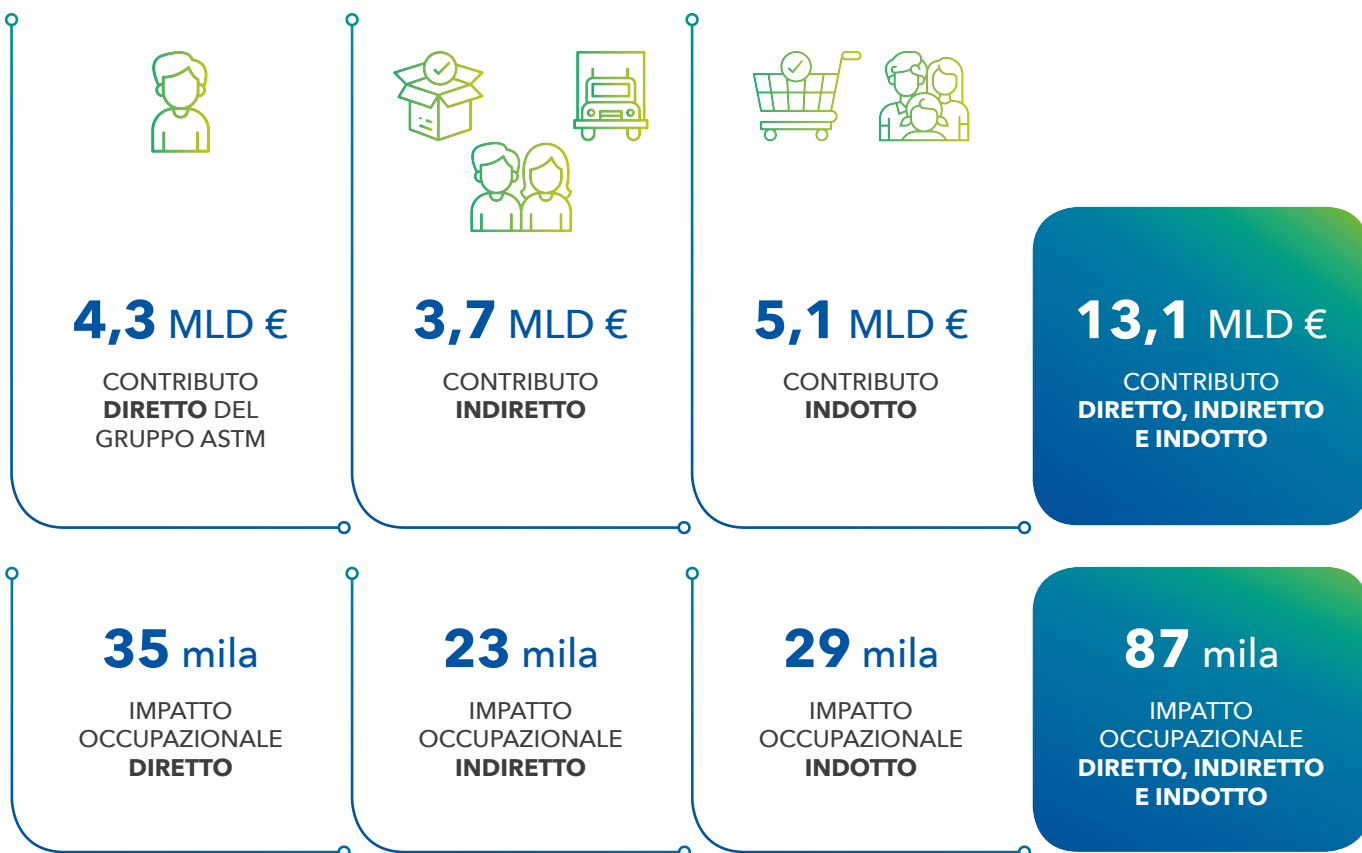 4,3 MLD €
CONTRIBUTO
DIRETTO DEL
GRUPPO ASTM
3,7 MLD €
CONTRIBUTO
INDIRETTO
5,1 MLD €
CONTRIBUTO
INDOTTO
13,1 MLD €
CONTRIBUTO
DIRETTO, INDIRETTO
E INDOTTO
35 mila
IMPATTO
OCCUPAZIONALE
DIRETTO
23 mila
IMPATTO
OCCUPAZIONALE
INDIRETTO
29 mila
IMPATTO
OCCUPAZIONALE
INDOTTO
87 mila
IMPATTO
OCCUPAZIONALE
DIRETTO, INDIRETTO
E INDOTTO